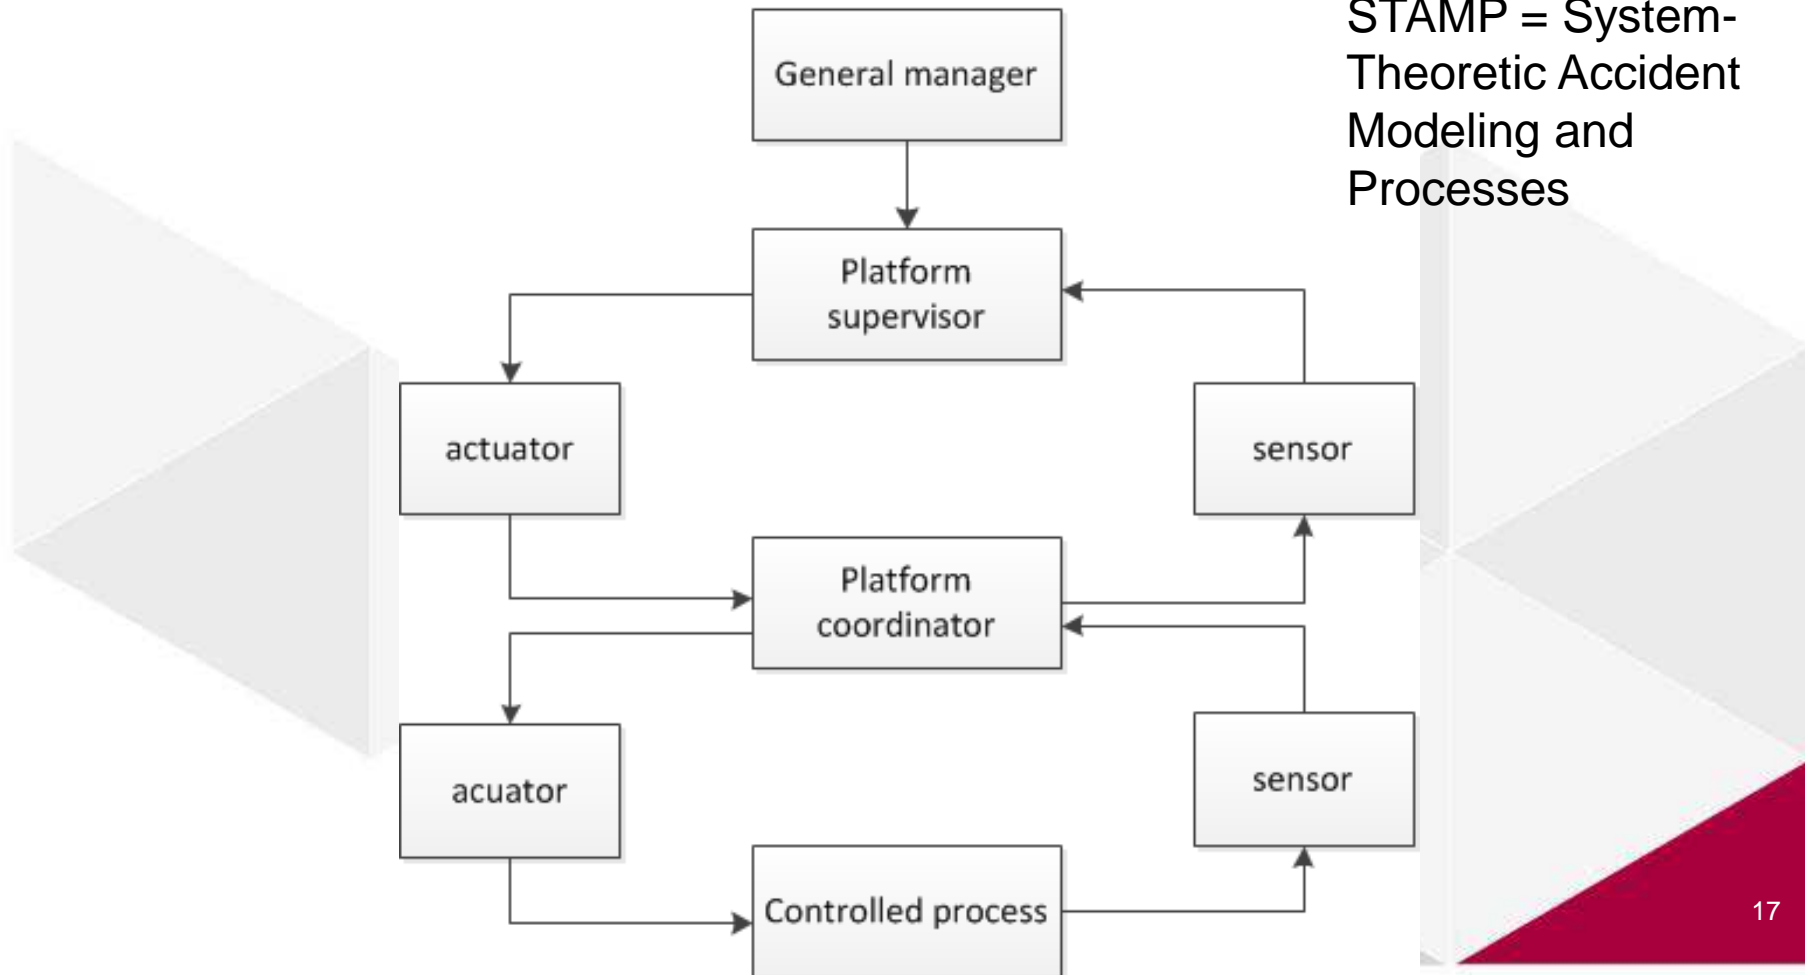 STAMP = System-
Theoretic Accident
Modeling and
Processes
General manager
Platform
supervisor
actuator
sensor
Platform
coordinator
acuator
sensor
Controlled process
17